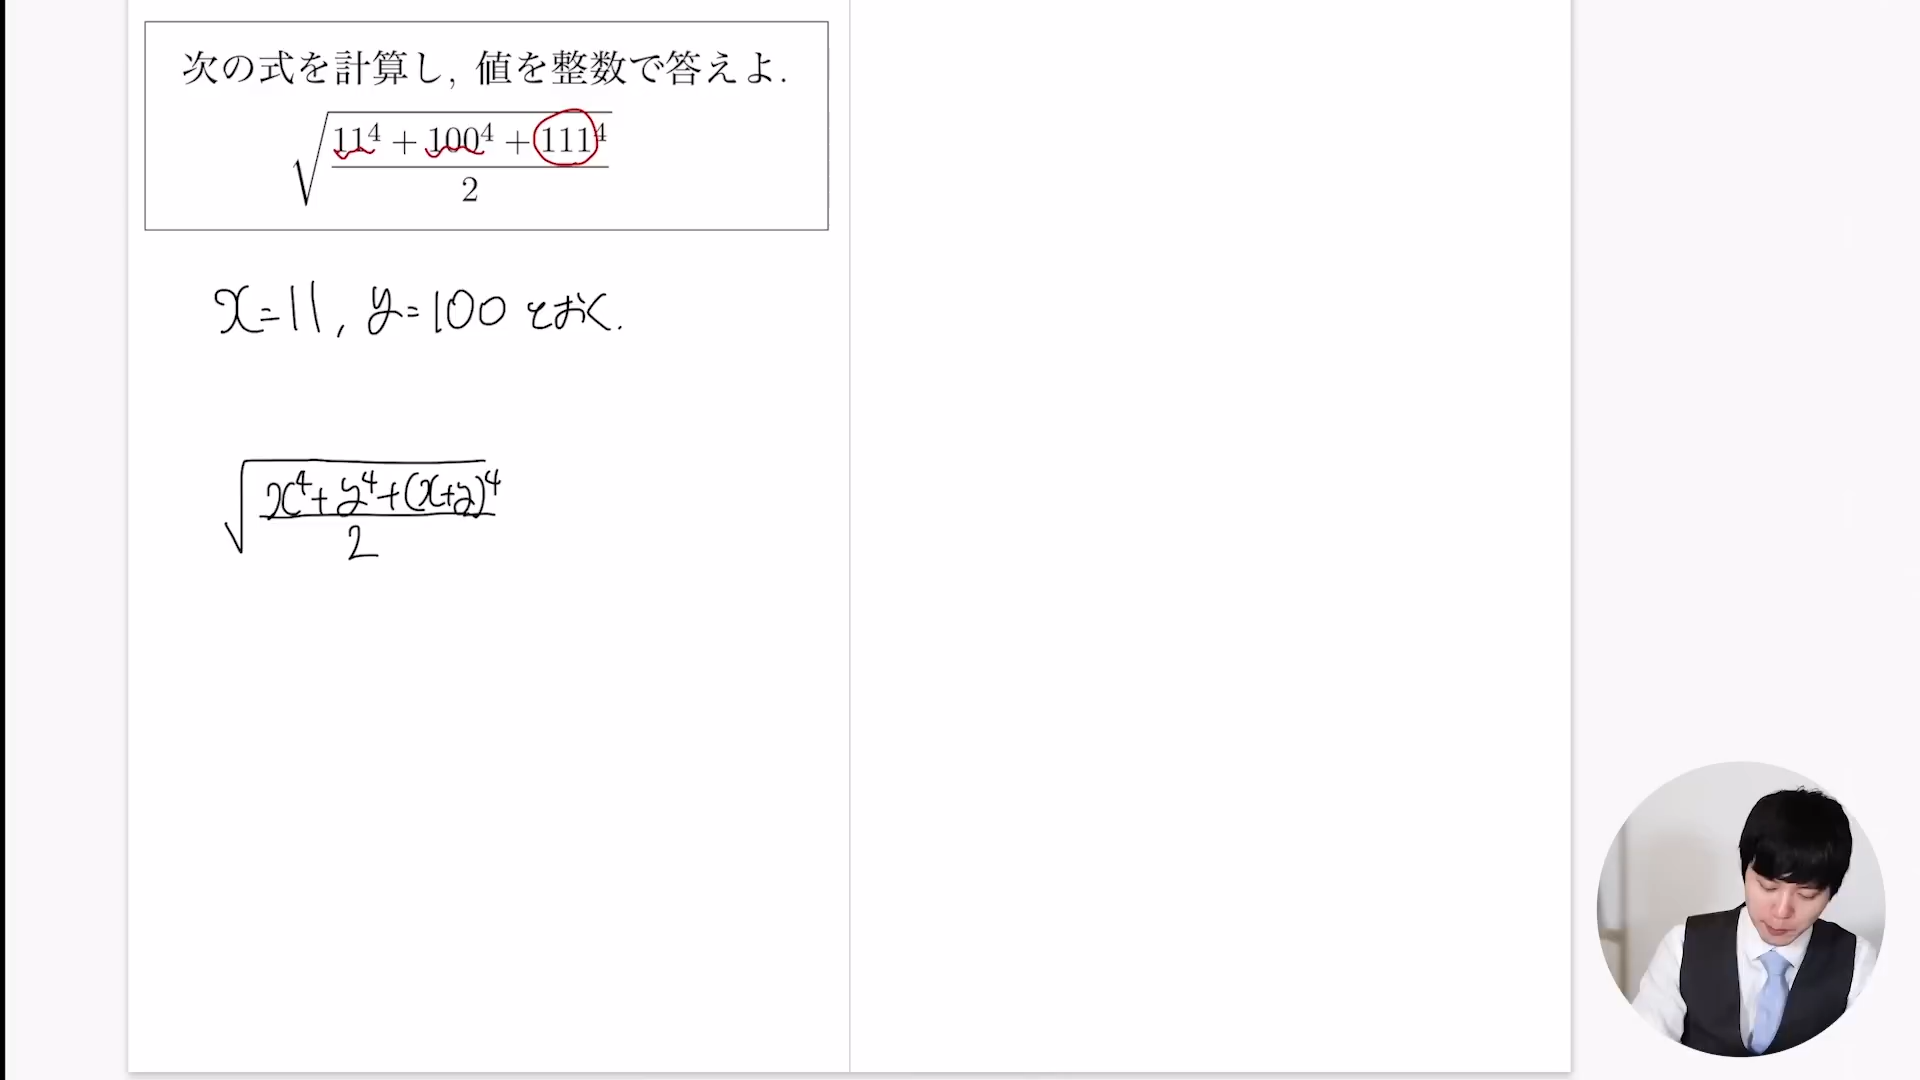 次の式を計算し, 値を整数で答えよ.
√((11⁴ + 100⁴ + 111⁴)/2)
x=11, y=100 とおく.
√((x⁴+y⁴+(x+y)⁴)/2)